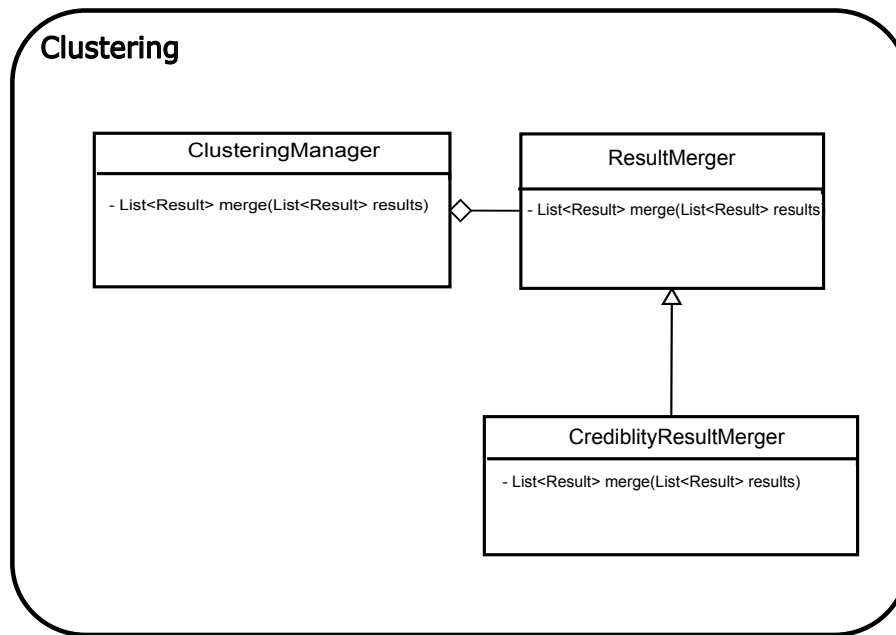 Clustering
ClusteringManager
- List<Result> merge(List<Result> results)
ResultMerger
- List<Result> merge(List<Result> results)
CrediblityResultMerger
- List<Result> merge(List<Result> results)